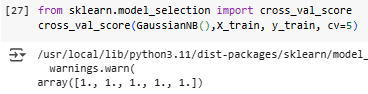 [27] from sklearn.model_selection import cross_val_score
cross_val_score(GaussianNB(),X_train, y_train, cv=5)
/usr/local/lib/python3.11/dist-packages/sklearn/model_
warnings.warn(
array([1., 1., 1., 1., 1.])